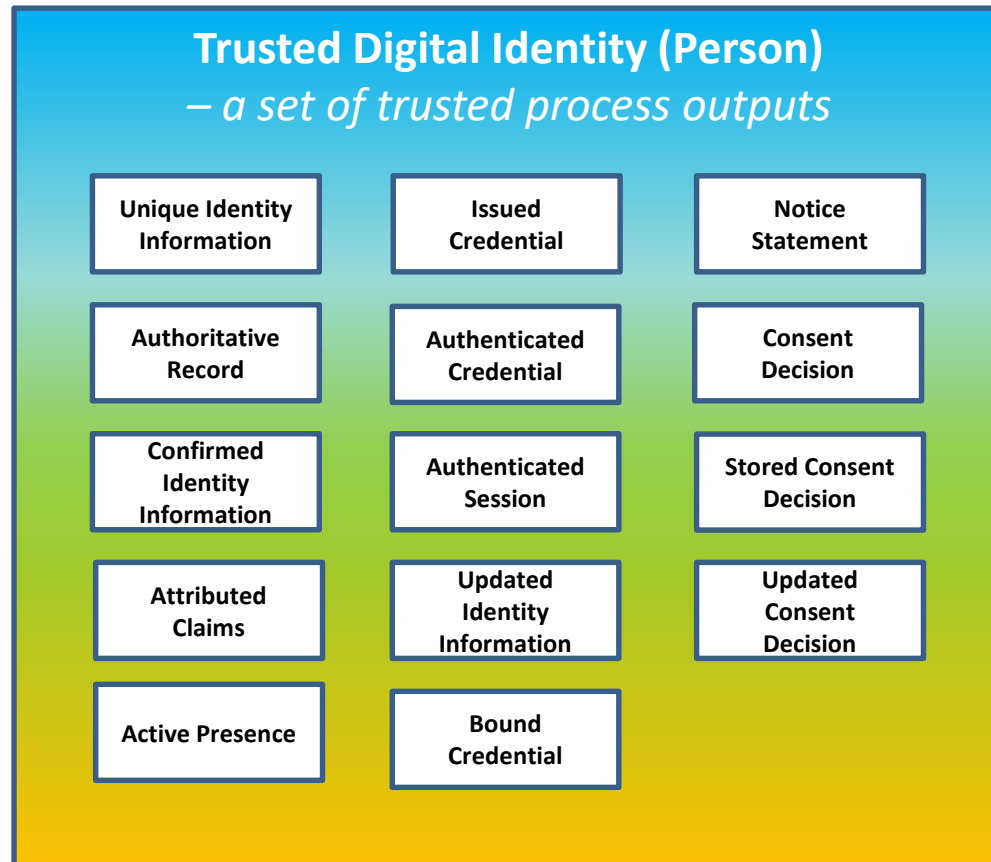 Trusted Digital Identity (Person)
– a set of trusted process outputs
Unique Identity
Information
Issued
Credential
Notice
Statement
Authoritative
Record
Authenticated
Credential
Consent
Decision
Confirmed
Identity
Information
Authenticated
Session
Stored Consent
Decision
Attributed
Claims
Updated
Identity
Information
Updated
Consent
Decision
Active Presence
Bound
Credential